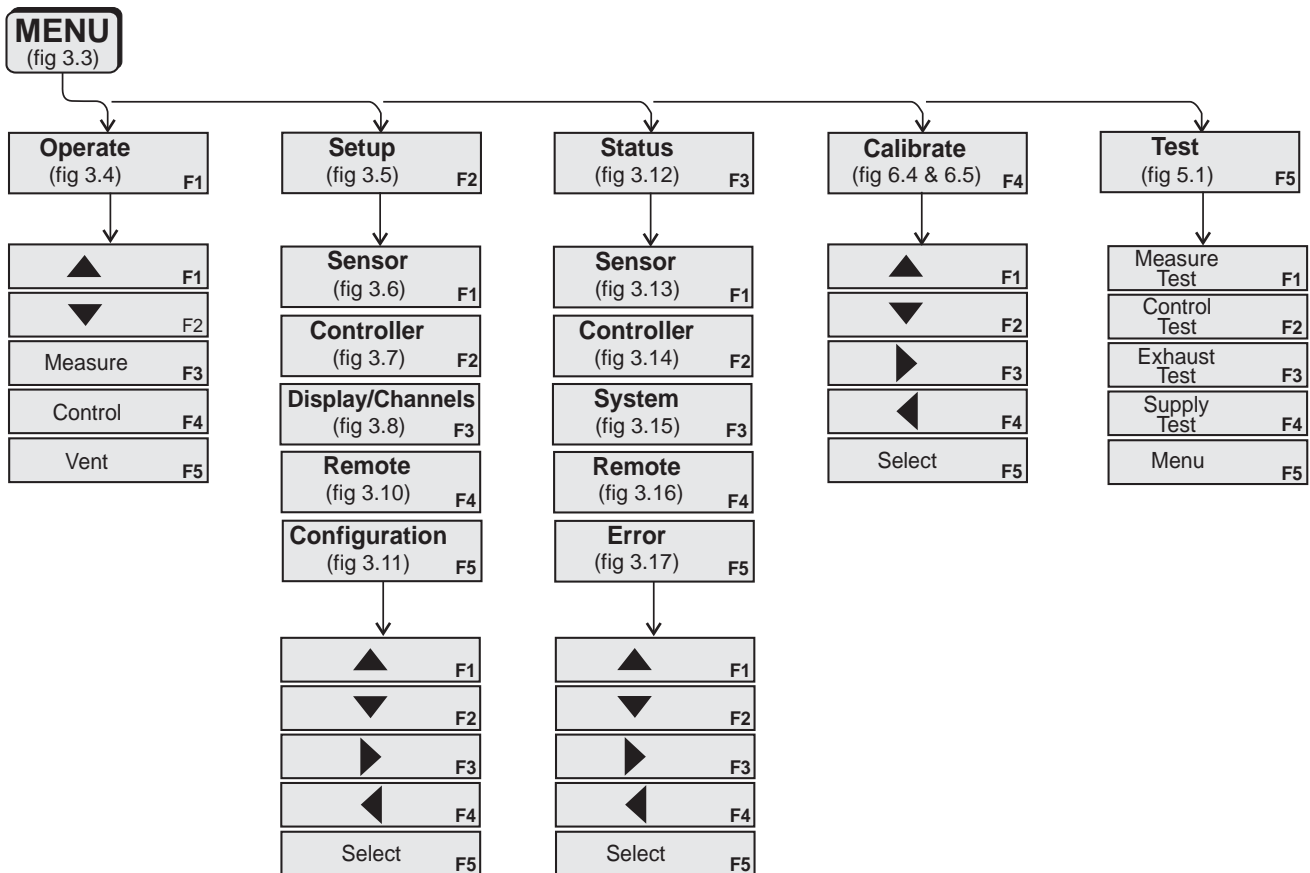 MENU
(fig 3.3)
Operate
(fig 3.4)
F1
F1
F2
Measure
F3
Control
F4
Vent
F5
Setup
(fig 3.5)
F2
Sensor
(fig 3.6)
F1
Controller
(fig 3.7)
F2
Display/Channels
(fig 3.8)
F3
Remote
(fig 3.10)
F4
Configuration
(fig 3.11)
F5
F1
F2
F3
F4
Select
F5
Status
(fig 3.12)
F3
Sensor
(fig 3.13)
F1
Controller
(fig 3.14)
F2
System
(fig 3.15)
F3
Remote
(fig 3.16)
F4
Error
(fig 3.17)
F5
F1
F2
F3
F4
Select
F5
Calibrate
(fig 6.4 & 6.5)
F4
F1
F2
F3
F4
Select
F5
Test
(fig 5.1)
F5
Measure
Test
F1
Control
Test
F2
Exhaust
Test
F3
Supply
Test
F4
Menu
F5